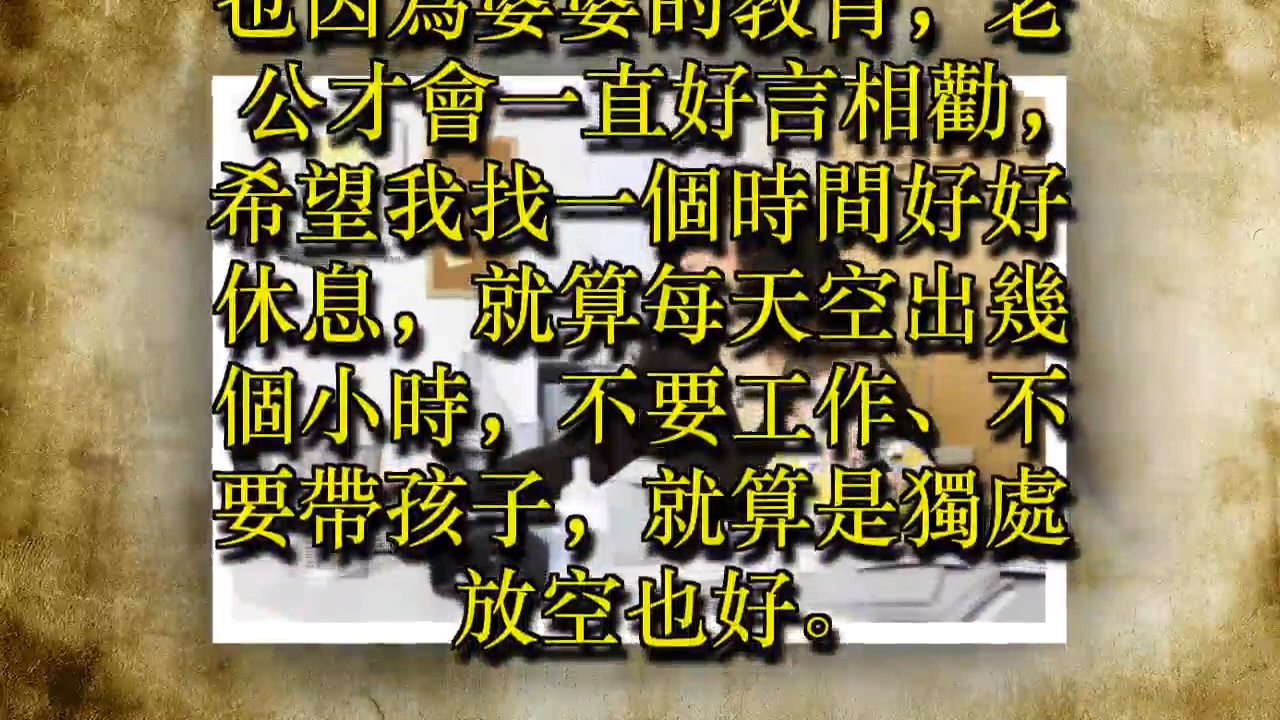 也因為婆婆的教育，老
公才會一直好言相勸，
希望我找一個時間好好
休息，就算每天空出幾
個小時，不要工作、不
要帶孩子，就算是獨處
放空也好。